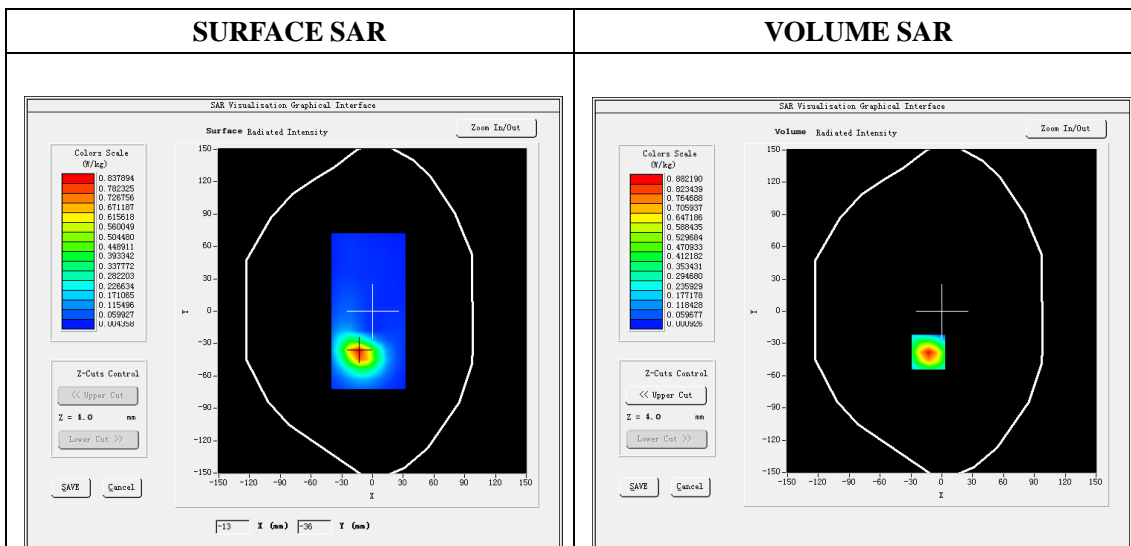 SURFACE SAR
VOLUME SAR
SAR Visualisation Graphical Interface
Surface Radiated Intensity
Zoom In/Out
Colors Scale
(W/kg)
0.837894
0.782325
0.726756
0.671187
0.615618
0.560049
0.504480
0.448911
0.393342
0.337772
0.282203
0.226634
0.171065
0.115496
0.059927
0.004358
Z-Cuts Control
<< Upper Cut
Z = 4.0 mm
Lower Cut >>
SAVE
Cancel
150
120
90
60
30
0
-30
-60
-90
-120
-150
Y
-150 -120 -90 -60 -30 0 30 60 90 120 150
X
-13 X (mm) -36 Y (mm)
SAR Visualisation Graphical Interface
Volume Radiated Intensity
Zoom In/Out
Colors Scale
(W/kg)
0.882190
0.823439
0.764688
0.705937
0.647186
0.588435
0.529684
0.470933
0.412182
0.353431
0.294680
0.235929
0.177178
0.118428
0.059677
0.000926
Z-Cuts Control
<< Upper Cut
Z = 4.0 mm
Lower Cut >>
SAVE
Cancel
150
120
90
60
30
0
-30
-60
-90
-120
-150
Y
-150 -120 -90 -60 -30 0 30 60 90 120 150
X